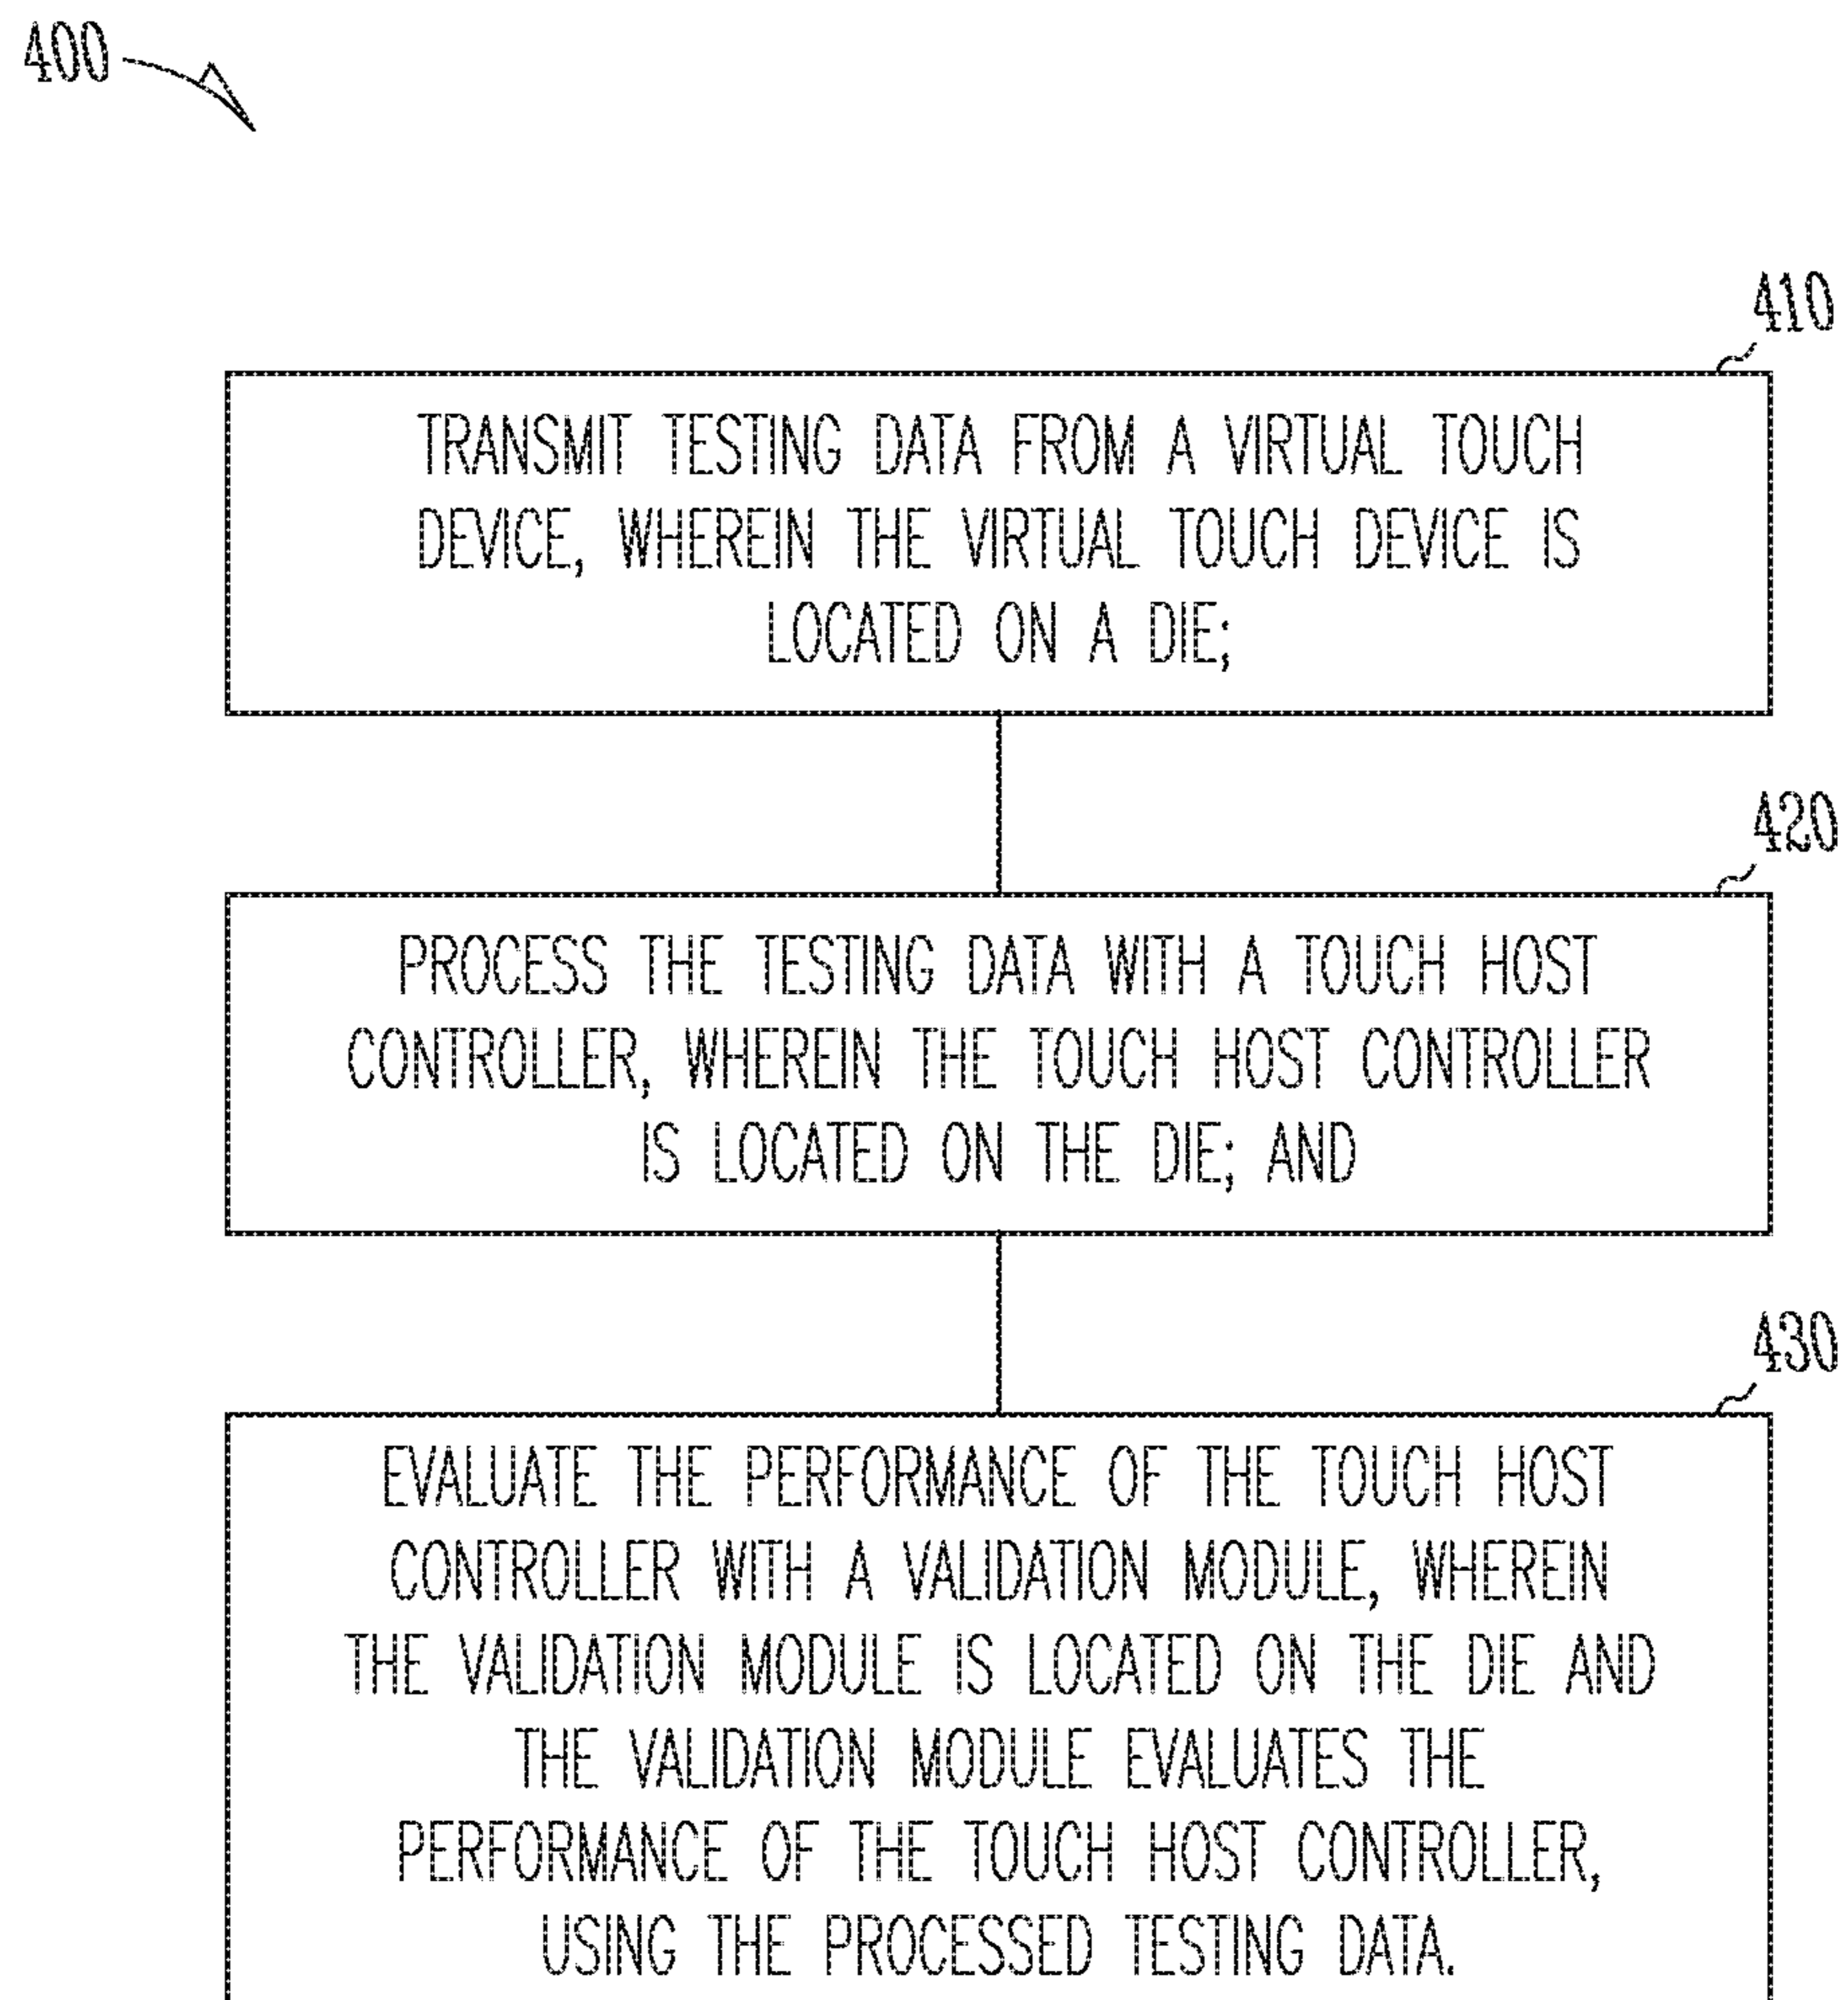 400
410
TRANSMIT TESTING DATA FROM A VIRTUAL TOUCH
DEVICE, WHEREIN THE VIRTUAL TOUCH DEVICE IS
LOCATED ON A DIE;
420
PROCESS THE TESTING DATA WITH A TOUCH HOST
CONTROLLER, WHEREIN THE TOUCH HOST CONTROLLER
IS LOCATED ON THE DIE; AND
430
EVALUATE THE PERFORMANCE OF THE TOUCH HOST
CONTROLLER WITH A VALIDATION MODULE, WHEREIN
THE VALIDATION MODULE IS LOCATED ON THE DIE AND
THE VALIDATION MODULE EVALUATES THE
PERFORMANCE OF THE TOUCH HOST CONTROLLER,
USING THE PROCESSED TESTING DATA.